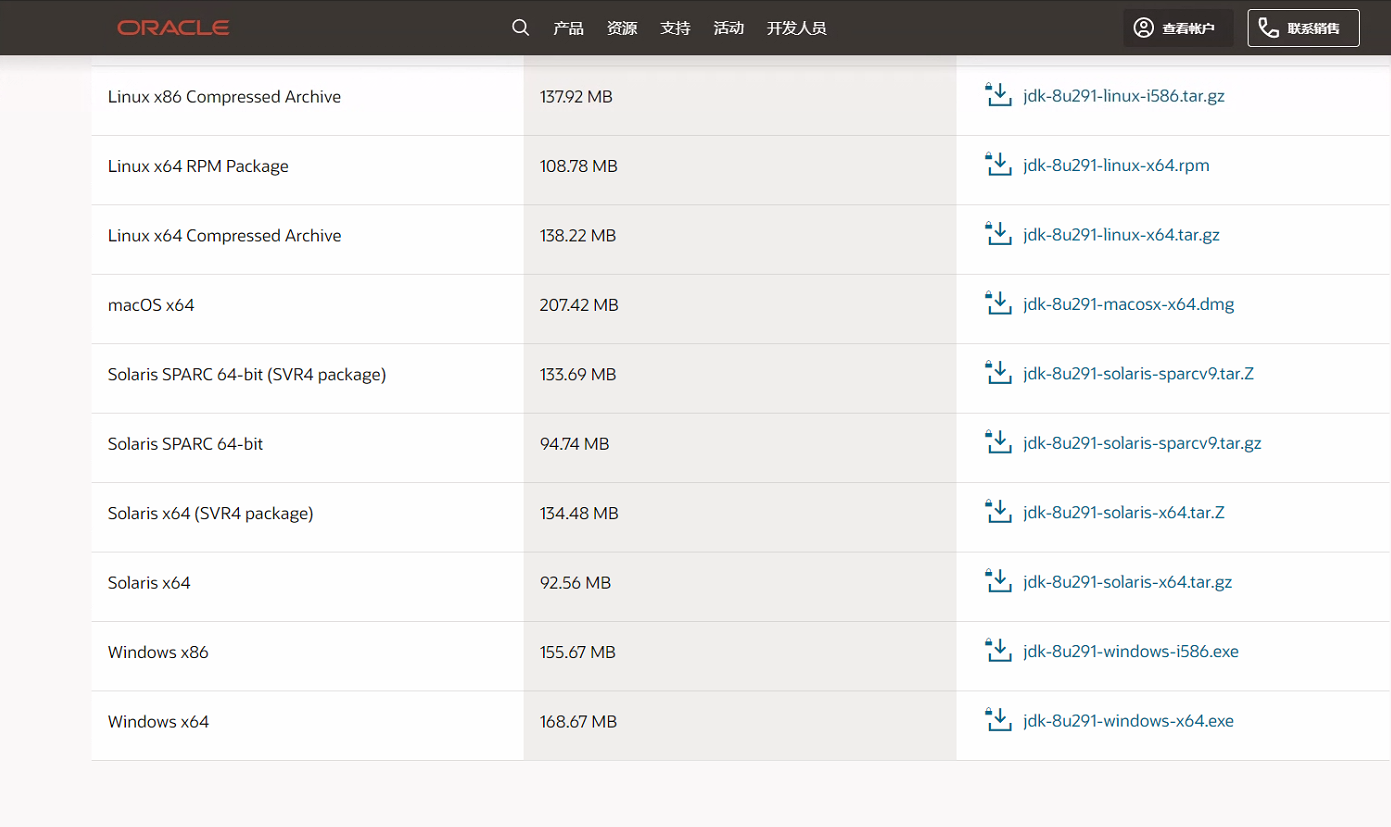 ORACLE 产品 资源 支持 活动 开发人员 查看帐户 联系销售
Linux x86 Compressed Archive 137.92 MB jdk-8u291-linux-i586.tar.gz
Linux x64 RPM Package 108.78 MB jdk-8u291-linux-x64.rpm
Linux x64 Compressed Archive 138.22 MB jdk-8u291-linux-x64.tar.gz
macOS x64 207.42 MB jdk-8u291-macosx-x64.dmg
Solaris SPARC 64-bit (SVR4 package) 133.69 MB jdk-8u291-solaris-sparcv9.tar.Z
Solaris SPARC 64-bit 94.74 MB jdk-8u291-solaris-sparcv9.tar.gz
Solaris x64 (SVR4 package) 134.48 MB jdk-8u291-solaris-x64.tar.Z
Solaris x64 92.56 MB jdk-8u291-solaris-x64.tar.gz
Windows x86 155.67 MB jdk-8u291-windows-i586.exe
Windows x64 168.67 MB jdk-8u291-windows-x64.exe